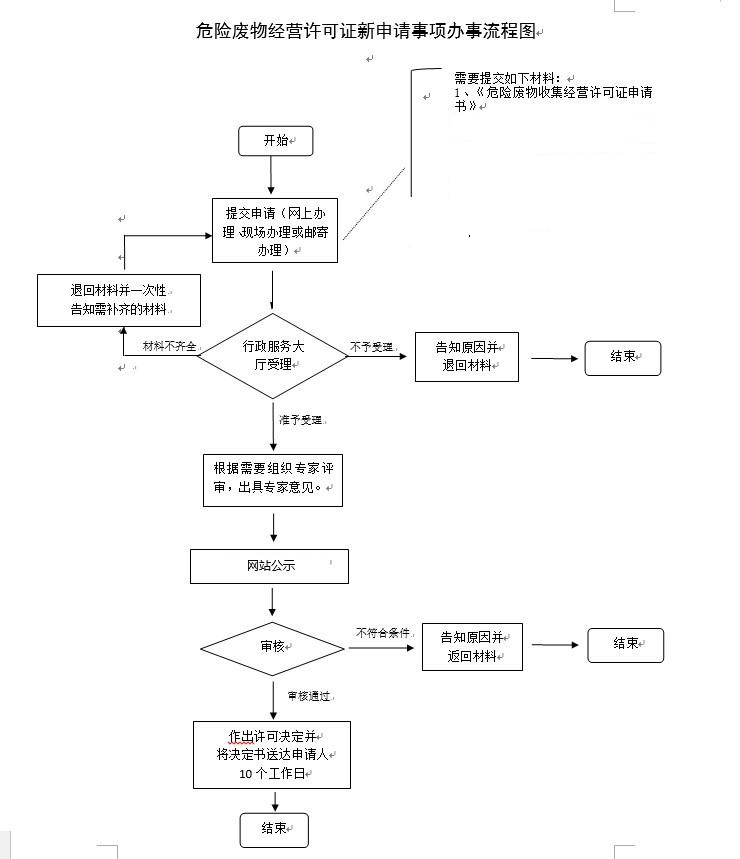 危险废物经营许可证新申请事项办事流程图
需要提交如下材料：
1、《危险废物收集经营许可证申请
书》
开始
提交申请（网上办
理、现场办理或邮寄
办理）
退回材料并一次性
告知需补齐的材料
材料不齐全
行政服务大
厅受理
不予受理
告知原因并
退回材料
结束
准予受理
根据需要组织专家评
审，出具专家意见。
网站公示
审核
不符合条件
告知原因并
返回材料
结束
审核通过
作出许可决定并
将决定书送达申请人
10个工作日
结束